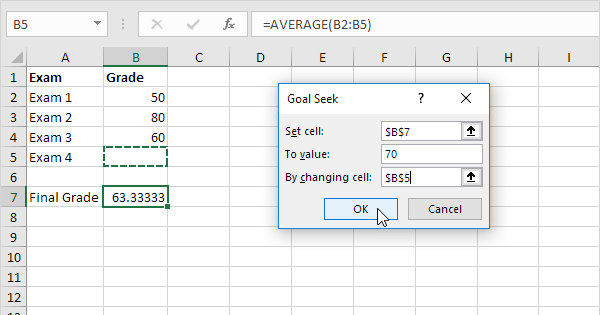 B5 fx =AVERAGE(B2:B5)
A B C D E F G H I
1 Exam Grade
2 Exam 1 50
3 Exam 2 80
4 Exam 3 60
5 Exam 4
6
7 Final Grade 63.33333
8
9
10
11
12
13
Goal Seek ?
Set cell: $B$7
To value: 70
By changing cell: $B$5
OK Cancel